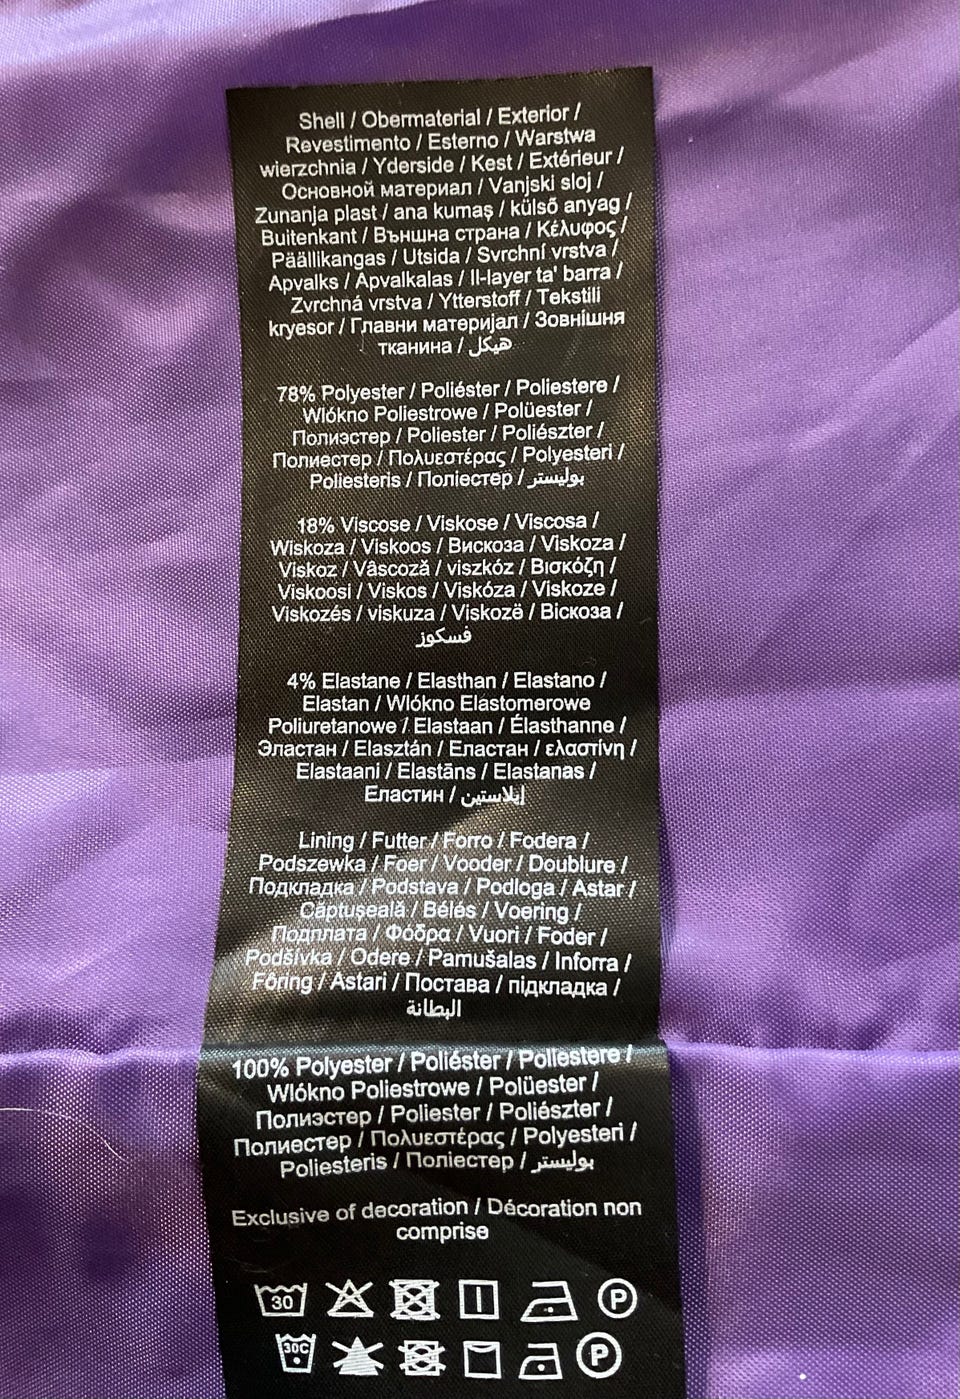 Shell / Obermaterial / Exterior /
Revestimento / Esterno / Warstwa
wierzchnia / Yderside / Kest / Extérieur /
Основной материал / Vanjski sloj /
Zunanja plast / ana kumaş / külső anyag /
Buitenkant / Външна страна / Κέλυφος /
Päällikangas / Utsida / Svrchní vrstva /
Apvalks / Apvalkalas / Il-layer ta' barra /
Zvrchná vrstva / Ytterstoff / Tekstili
kryesor / Главни материјал / Зовнішня
тканина / هيكل
78% Polyester / Poliéster / Poliestere /
Wlókno Poliestrowe / Polüester /
Полиэстер / Poliester / Poliészter /
Полиестер / Πολυεστέρας / Polyesteri /
Poliesteris / Поліестер / بوليستر
18% Viscose / Viskose / Viscosa /
Wiskoza / Viskoos / Вискоза / Viskoza /
Viskoz / Vâscoză / viszkóz / Βισκόζη /
Viskoosi / Viskos / Viskóza / Viskoze /
Viskozés / viskuza / Viskozë / Віскоза /
فسكوز
4% Elastane / Elasthan / Elastano /
Elastan / Wlókno Elastomerowe
Poliuretanowe / Elastaan / Élasthanne /
Эластан / Elasztán / Еластан / ελαστίνη /
Elastaani / Elastāns / Elastanas /
Еластин / إيلاستين
Lining / Futter / Forro / Fodera /
Podszewka / Foer / Vooder / Doublure /
Подкладка / Podstava / Podloga / Astar /
Căptuşeală / Bélés / Voering /
Подплата / Φόδρα / Vuori / Foder /
Podšívka / Odere / Pamušalas / Inforra /
Fôring / Astari / Постава / підкладка /
البطانة
100% Polyester / Poliéster / Poliestere /
Wlókno Poliestrowe / Polüester /
Полиэстер / Poliester / Poliészter /
Полиестер / Πολυεστέρας / Polyesteri /
Poliesteris / Поліестер / بوليستر
Exclusive of decoration / Décoration non
comprise
30 P
30C P